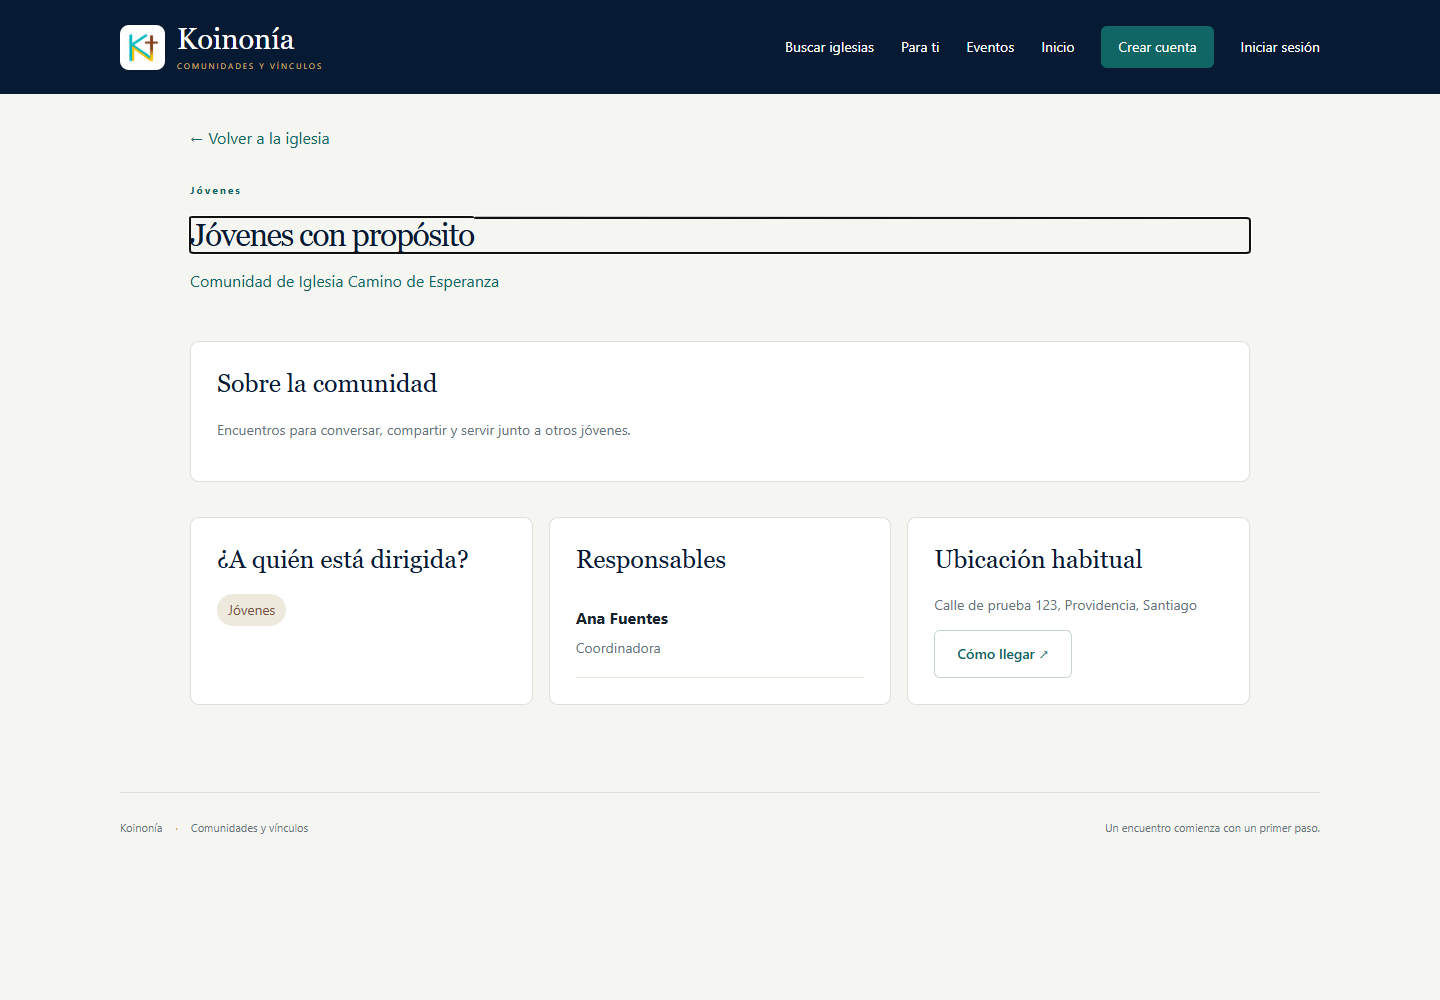 Koinonía
COMUNIDADES Y VÍNCULOS
Buscar iglesias
Para ti
Eventos
Inicio
Crear cuenta
Iniciar sesión
← Volver a la iglesia
Jóvenes
Jóvenes con propósito
Comunidad de Iglesia Camino de Esperanza
Sobre la comunidad
Encuentros para conversar, compartir y servir junto a otros jóvenes.
¿A quién está dirigida?
Jóvenes
Responsables
Ana Fuentes
Coordinadora
Ubicación habitual
Calle de prueba 123, Providencia, Santiago
Cómo llegar ↗
Koinonía · Comunidades y vínculos
Un encuentro comienza con un primer paso.